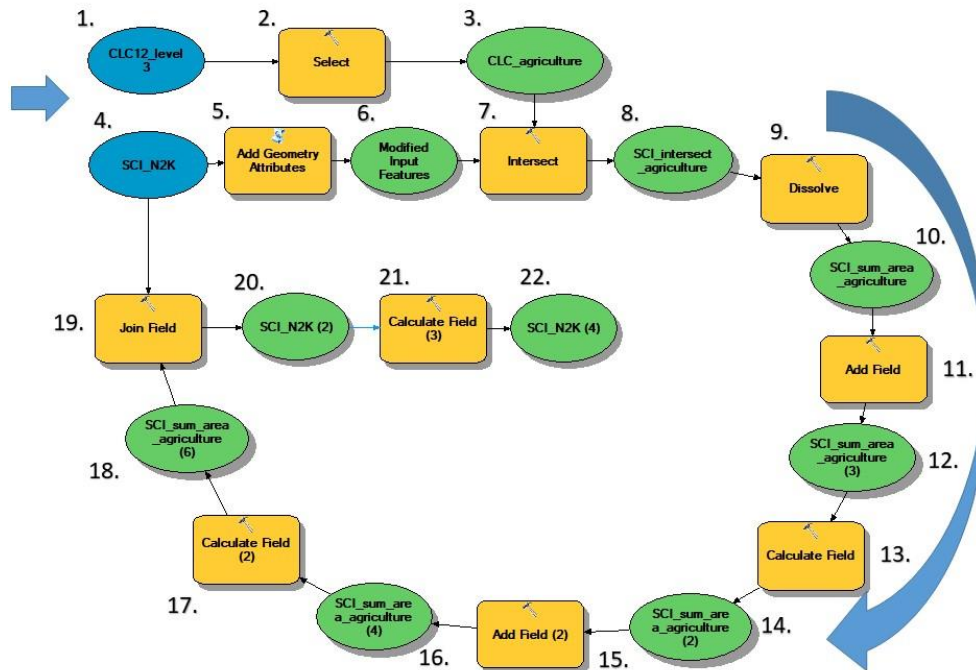 1.
CLC12_level
3
2.
Select
3.
CLC_agriculture
4.
SCI_N2K
5.
Add Geometry
Attributes
6.
Modified
Input
Features
7.
Intersect
8.
SCI_intersect
_agriculture
9.
Dissolve
10.
SCI_sum_area
_agriculture
11.
Add Field
12.
SCI_sum_area
_agriculture
(3)
13.
Calculate Field
14.
SCI_sum_are
a_agriculture
(2)
15.
Add Field (2)
16.
SCI_sum_are
a_agriculture
(4)
17.
Calculate Field
(2)
18.
SCI_sum_area
_agriculture
(6)
19.
Join Field
20.
SCI_N2K (2)
21.
Calculate Field
(3)
22.
SCI_N2K (4)